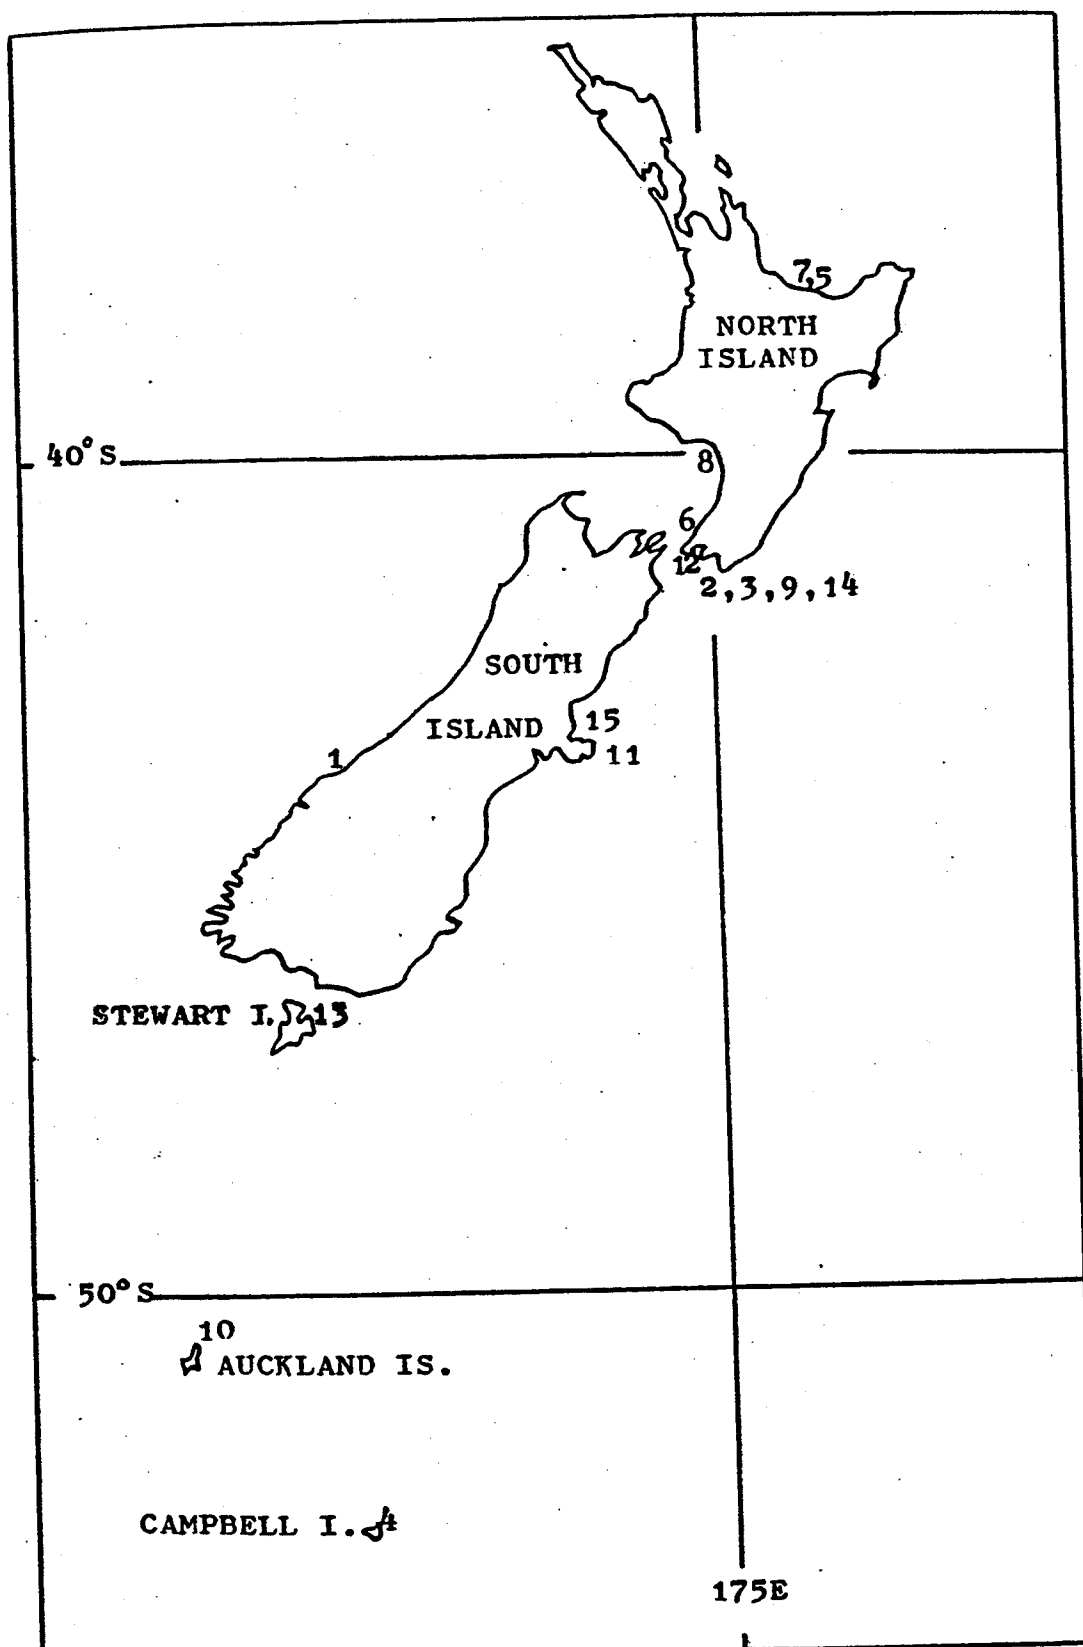 7,5
NORTH
ISLAND
40°S
8
6
12
2,3,9,14
SOUTH
ISLAND
15
11
1
STEWART I.
13
50°S
10
AUCKLAND IS.
CAMPBELL I.
4
175E